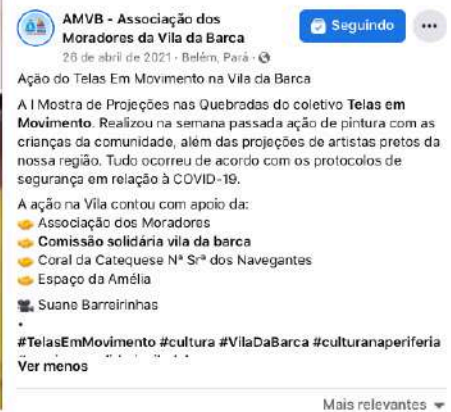 AMVB - Associação dos
Moradores da Vila da Barca
Seguindo
26 de abril de 2021 · Belém, Pará ·
Ação do Telas Em Movimento na Vila da Barca
A I Mostra de Projeções nas Quebradas do coletivo Telas em
Movimento. Realizou na semana passada ação de pintura com as
crianças da comunidade, além das projeções de artistas pretos da
nossa região. Tudo ocorreu de acordo com os protocolos de
segurança em relação à COVID-19.
A ação na Vila contou com apoio da:
🤝 Associação dos Moradores
🤝 Comissão solidária vila da barca
🤝 Coral da Catequese Nª Srª dos Navegantes
🤝 Espaço da Amélia
🎥 Suane Barreirinhas
•
#TelasEmMovimento #cultura #VilaDaBarca #culturanaperiferia
Ver menos
Mais relevantes